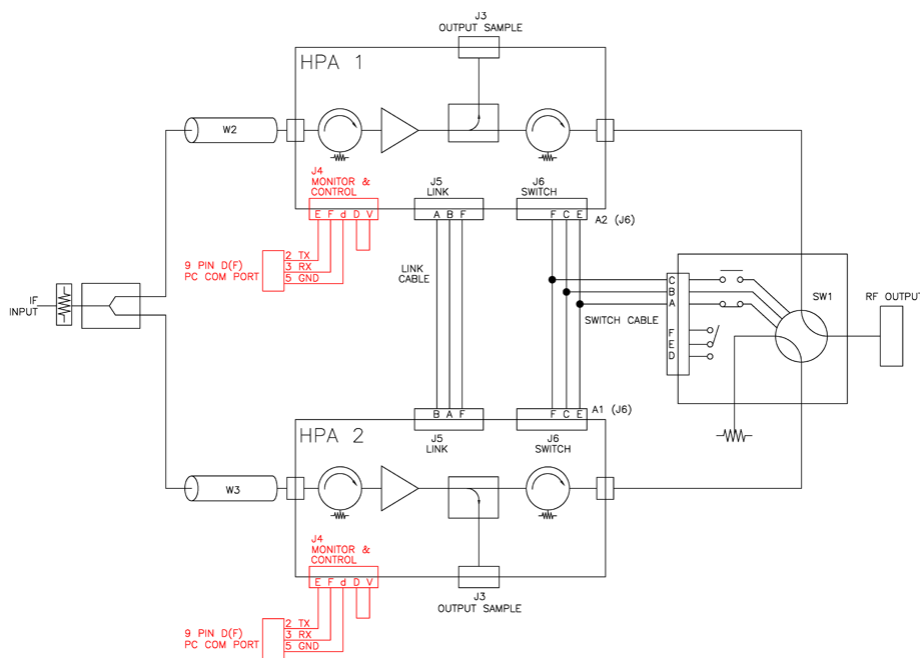 J3
OUTPUT SAMPLE
HPA 1
W2
J4
MONITOR &
CONTROL
E F d D V
J5
LINK
A B F
J6
SWITCH
F C E
A2 (J6)
2 TX
3 RX
5 GND
9 PIN D(F)
PC COM PORT
LINK
CABLE
IF
INPUT
SWITCH CABLE
C
B
A
F
E
D
SW1
RF OUTPUT
B A F
J5
LINK
F C E
J6
SWITCH
A1 (J6)
HPA 2
W3
J4
MONITOR &
CONTROL
E F d D V
J3
OUTPUT SAMPLE
2 TX
3 RX
5 GND
9 PIN D(F)
PC COM PORT